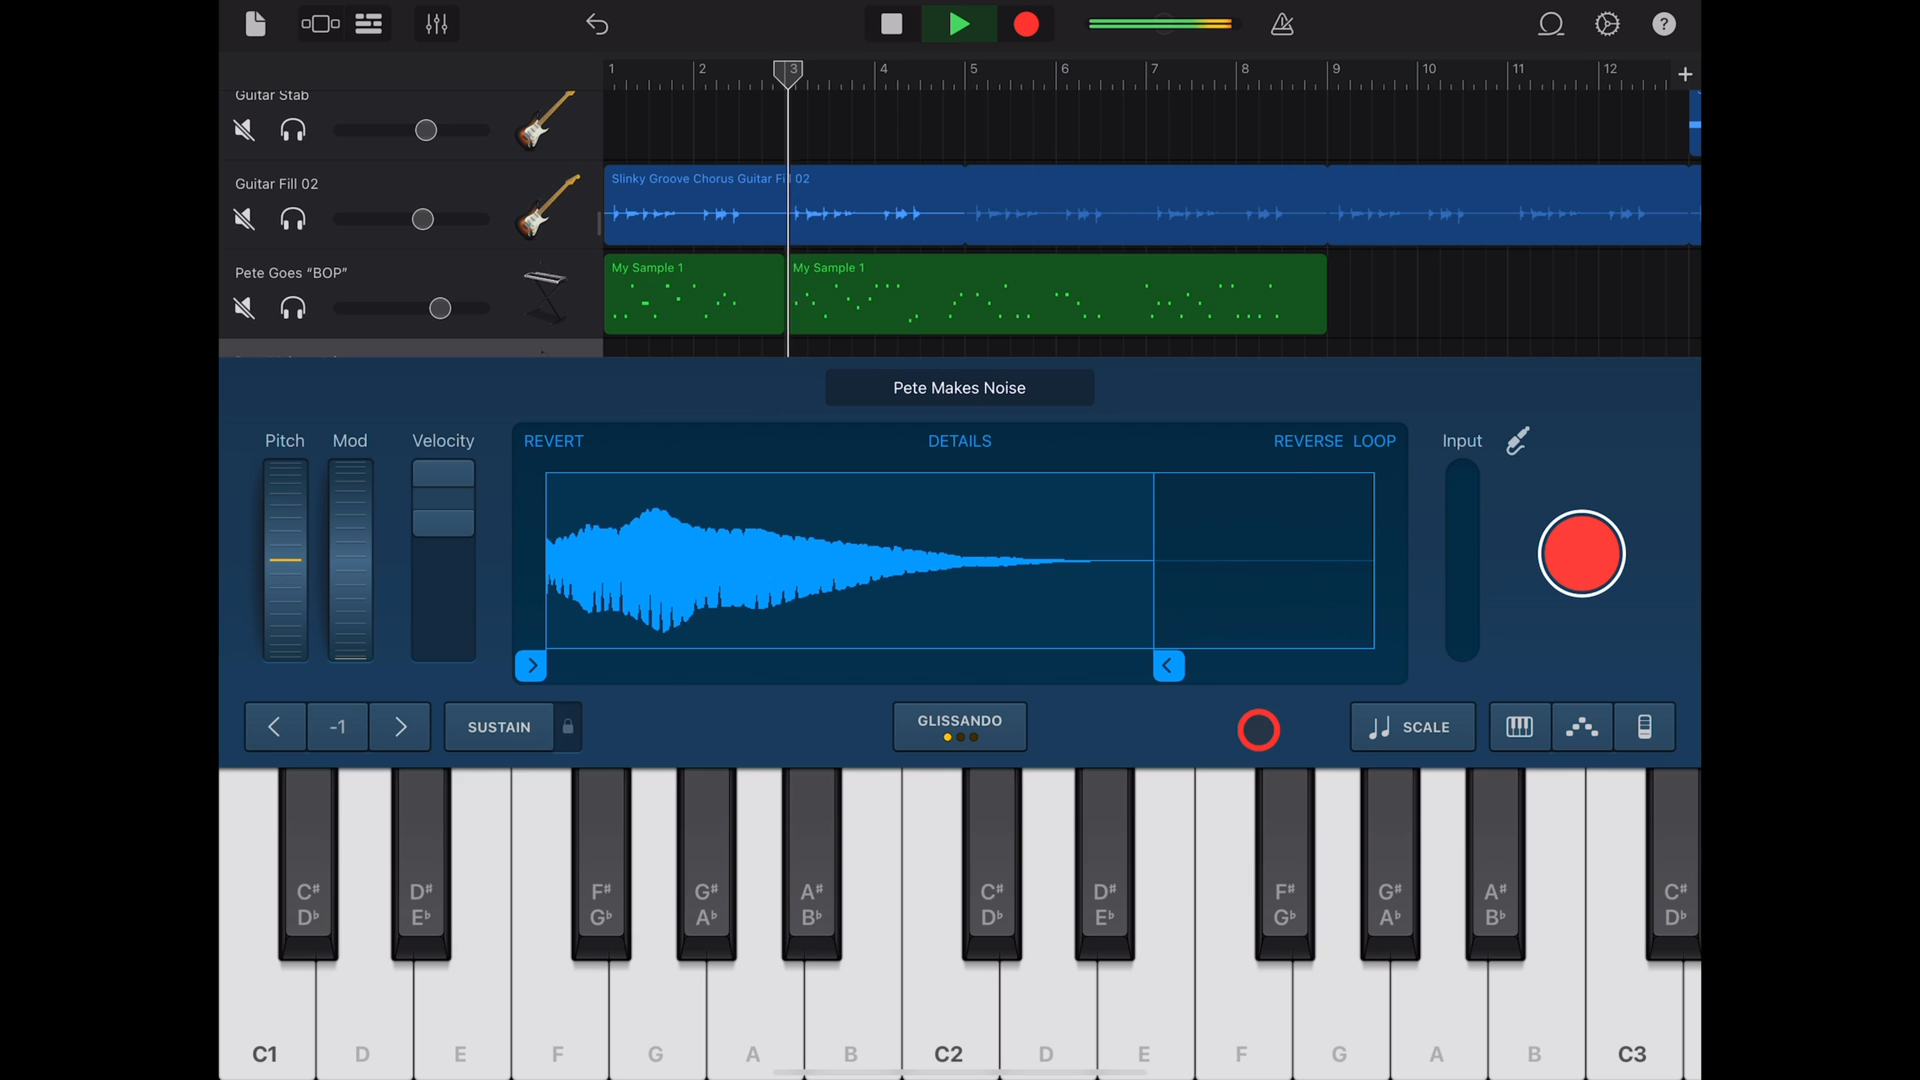 1 2 3 4 5 6 7 8 9 10 11 12
Guitar Stab
Guitar Fill 02
Slinky Groove Chorus Guitar Fill 02
Pete Goes “BOP”
My Sample 1
My Sample 1
Pete Makes Noise
Pitch Mod Velocity
REVERT DETAILS REVERSE LOOP
Input
-1
SUSTAIN
GLISSANDO
SCALE
C# D# F# G# A# C# D# F# G# A# C#
D♭ E♭ G♭ A♭ B♭ D♭ E♭ G♭ A♭ B♭ D♭
C1 D E F G A B C2 D E F G A B C3